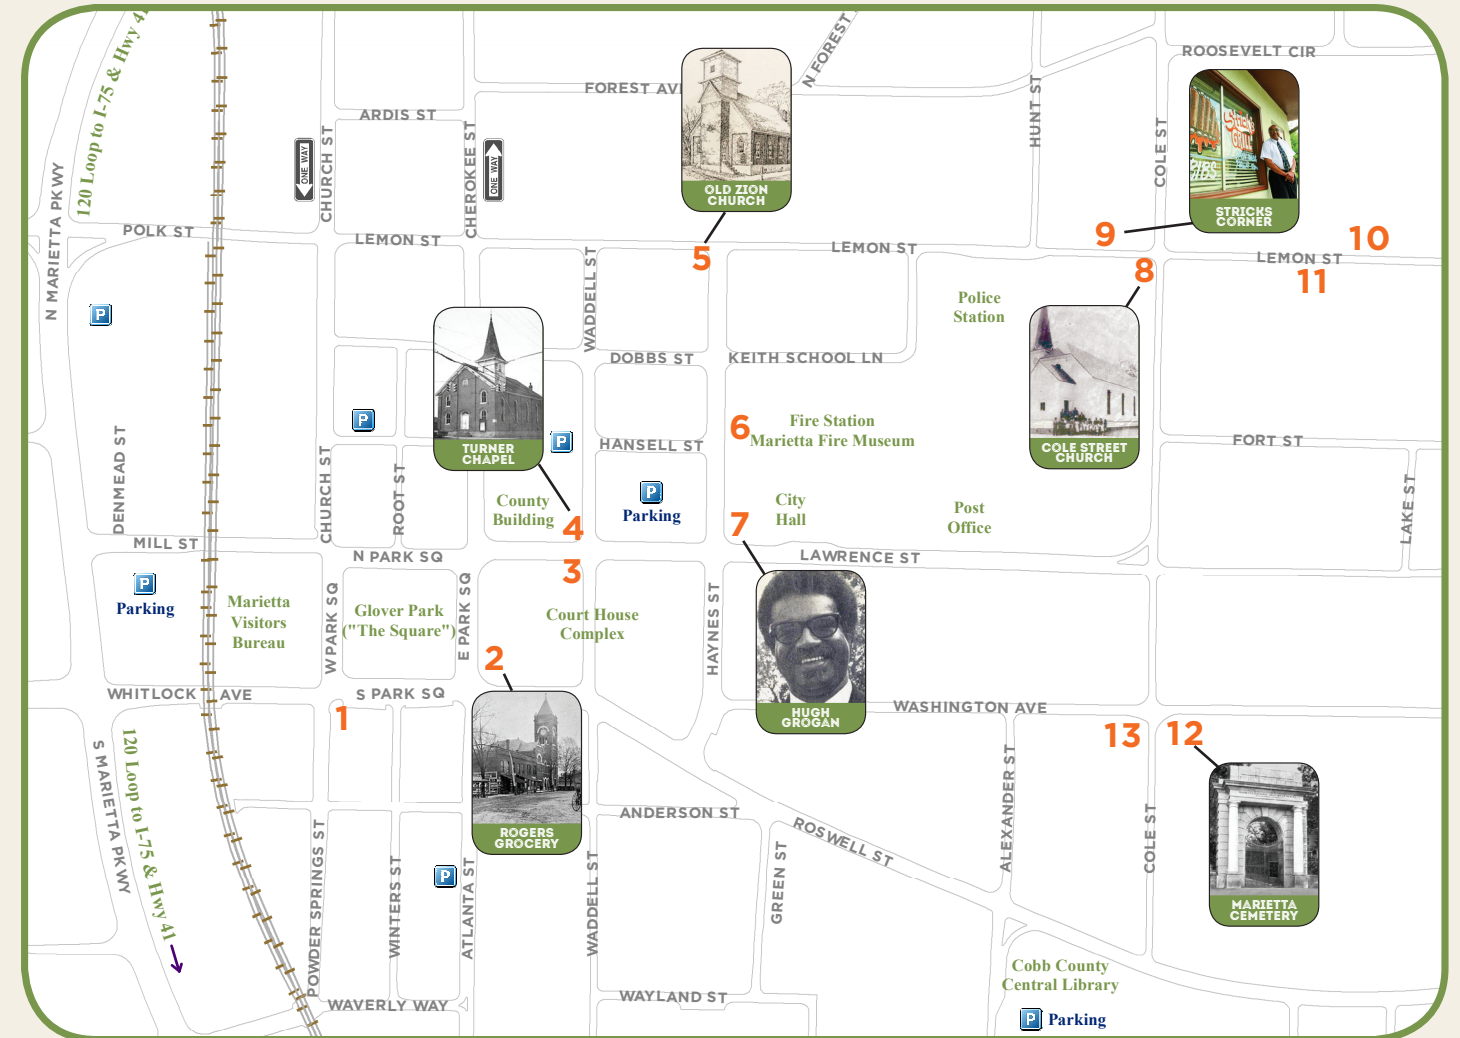 120 Loop to I-75 & Hwy 41
N MARIETTA PKWY
POLK ST
ARDIS ST
ONE WAY
CHURCH ST
CHEROKEE ST
ONE WAY
FOREST AVE
N FOREST
OLD ZION
CHURCH
5
HUNT ST
COLE ST
ROOSEVELT CIR
Stricks
GRILL
STRICKS
CORNER
9
10
LEMON ST
LEMON ST
LEMON ST
8
11
WADDELL ST
P
Police
Station
DOBBS ST
KEITH SCHOOL LN
TURNER
CHAPEL
P
P
6
Fire Station
Marietta Fire Museum
COLE STREET
CHURCH
HANSELL ST
FORT ST
DENMEAD ST
CHURCH ST
ROOT ST
County
Building
4
P
Parking
7
City
Hall
Post
Office
LAKE ST
MILL ST
N PARK SQ
LAWRENCE ST
3
P
Parking
Marietta
Visitors
Bureau
W PARK SQ
Glover Park
("The Square")
E PARK SQ
Court House
Complex
HAYNES ST
2
HUGH
GROGAN
WHITLOCK AVE
S PARK SQ
1
WASHINGTON AVE
13
12
S MARIETTA PKWY
120 Loop to I-75 & Hwy 41
ROGERS
GROCERY
ANDERSON ST
ROSWELL ST
ALEXANDER ST
COLE ST
MARIETTA
CEMETERY
POWDER SPRINGS ST
WINTERS ST
P
ATLANTA ST
WADDELL ST
GREEN ST
WAVERLY WAY
WAYLAND ST
Cobb County
Central Library
P
Parking